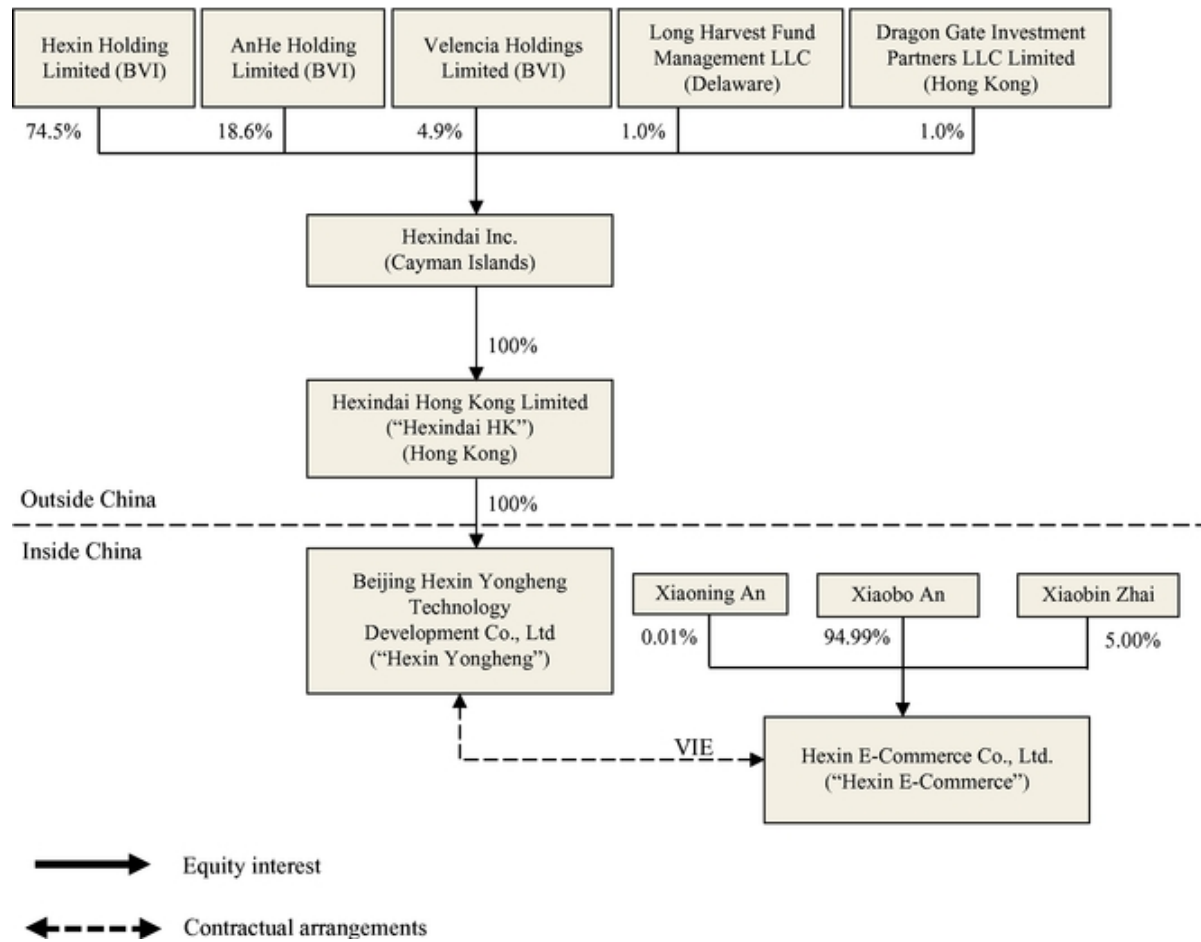 Hexin Holding
Limited (BVI)
AnHe Holding
Limited (BVI)
Velencia Holdings
Limited (BVI)
Long Harvest Fund
Management LLC
(Delaware)
Dragon Gate Investment
Partners LLC Limited
(Hong Kong)
74.5%
18.6%
4.9%
1.0%
1.0%
Hexindai Inc.
(Cayman Islands)
100%
Hexindai Hong Kong Limited
(“Hexindai HK”)
(Hong Kong)
Outside China
100%
Inside China
Beijing Hexin Yongheng
Technology
Development Co., Ltd
(“Hexin Yongheng”)
Xiaoning An
Xiaobo An
Xiaobin Zhai
0.01%
94.99%
5.00%
VIE
Hexin E-Commerce Co., Ltd.
(“Hexin E-Commerce”)
Equity interest
Contractual arrangements